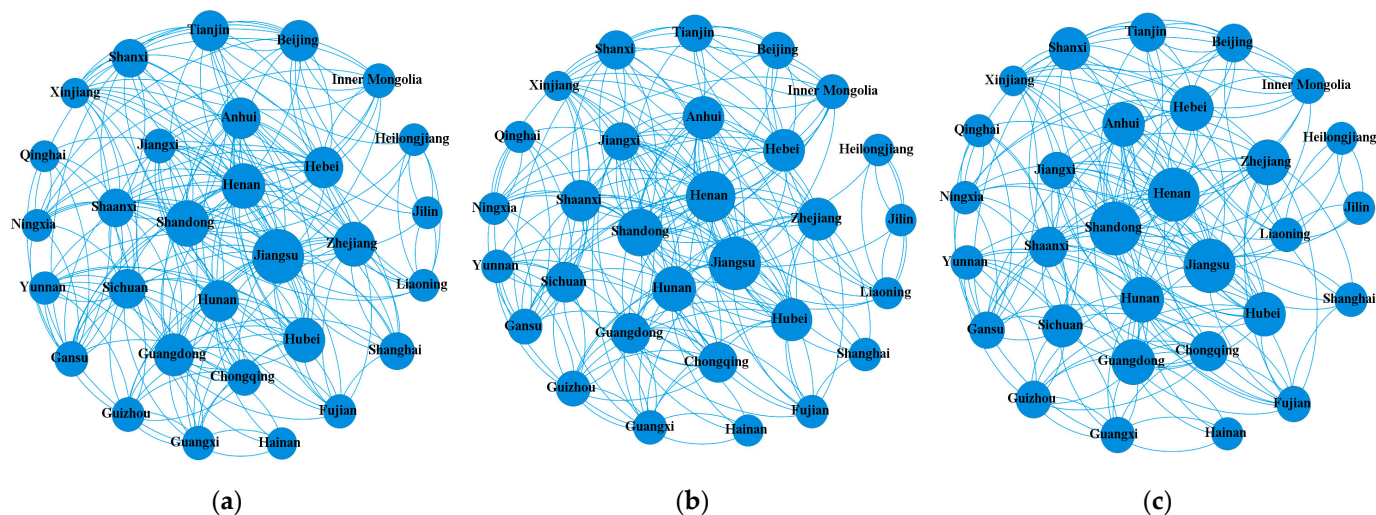 Tianjin
Beijing
Shanxi
Inner Mongolia
Xinjiang
Anhui
Heilongjiang
Jiangxi
Qinghai
Hebei
Henan
Shaanxi
Jilin
Ningxia
Shandong
Zhejiang
Jiangsu
Liaoning
Yunnan
Sichuan
Hunan
Hubei
Shanghai
Gansu
Guangdong
Chongqing
Guizhou
Fujian
Guangxi
Hainan
(a)
Tianjin
Shanxi
Beijing
Xinjiang
Inner Mongolia
Anhui
Qinghai
Jiangxi
Hebei
Heilongjiang
Henan
Shaanxi
Ningxia
Zhejiang
Jilin
Shandong
Jiangsu
Yunnan
Sichuan
Hunan
Liaoning
Gansu
Guangdong
Hubei
Shanghai
Chongqing
Guizhou
Fujian
Guangxi
Hainan
(b)
Tianjin
Beijing
Shanxi
Xinjiang
Inner Mongolia
Hebei
Anhui
Qinghai
Heilongjiang
Zhejiang
Jiangxi
Henan
Ningxia
Jilin
Shandong
Liaoning
Shaanxi
Yunnan
Jiangsu
Shanghai
Hunan
Hubei
Gansu
Sichuan
Chongqing
Guangdong
Guizhou
Fujian
Guangxi
Hainan
(c)